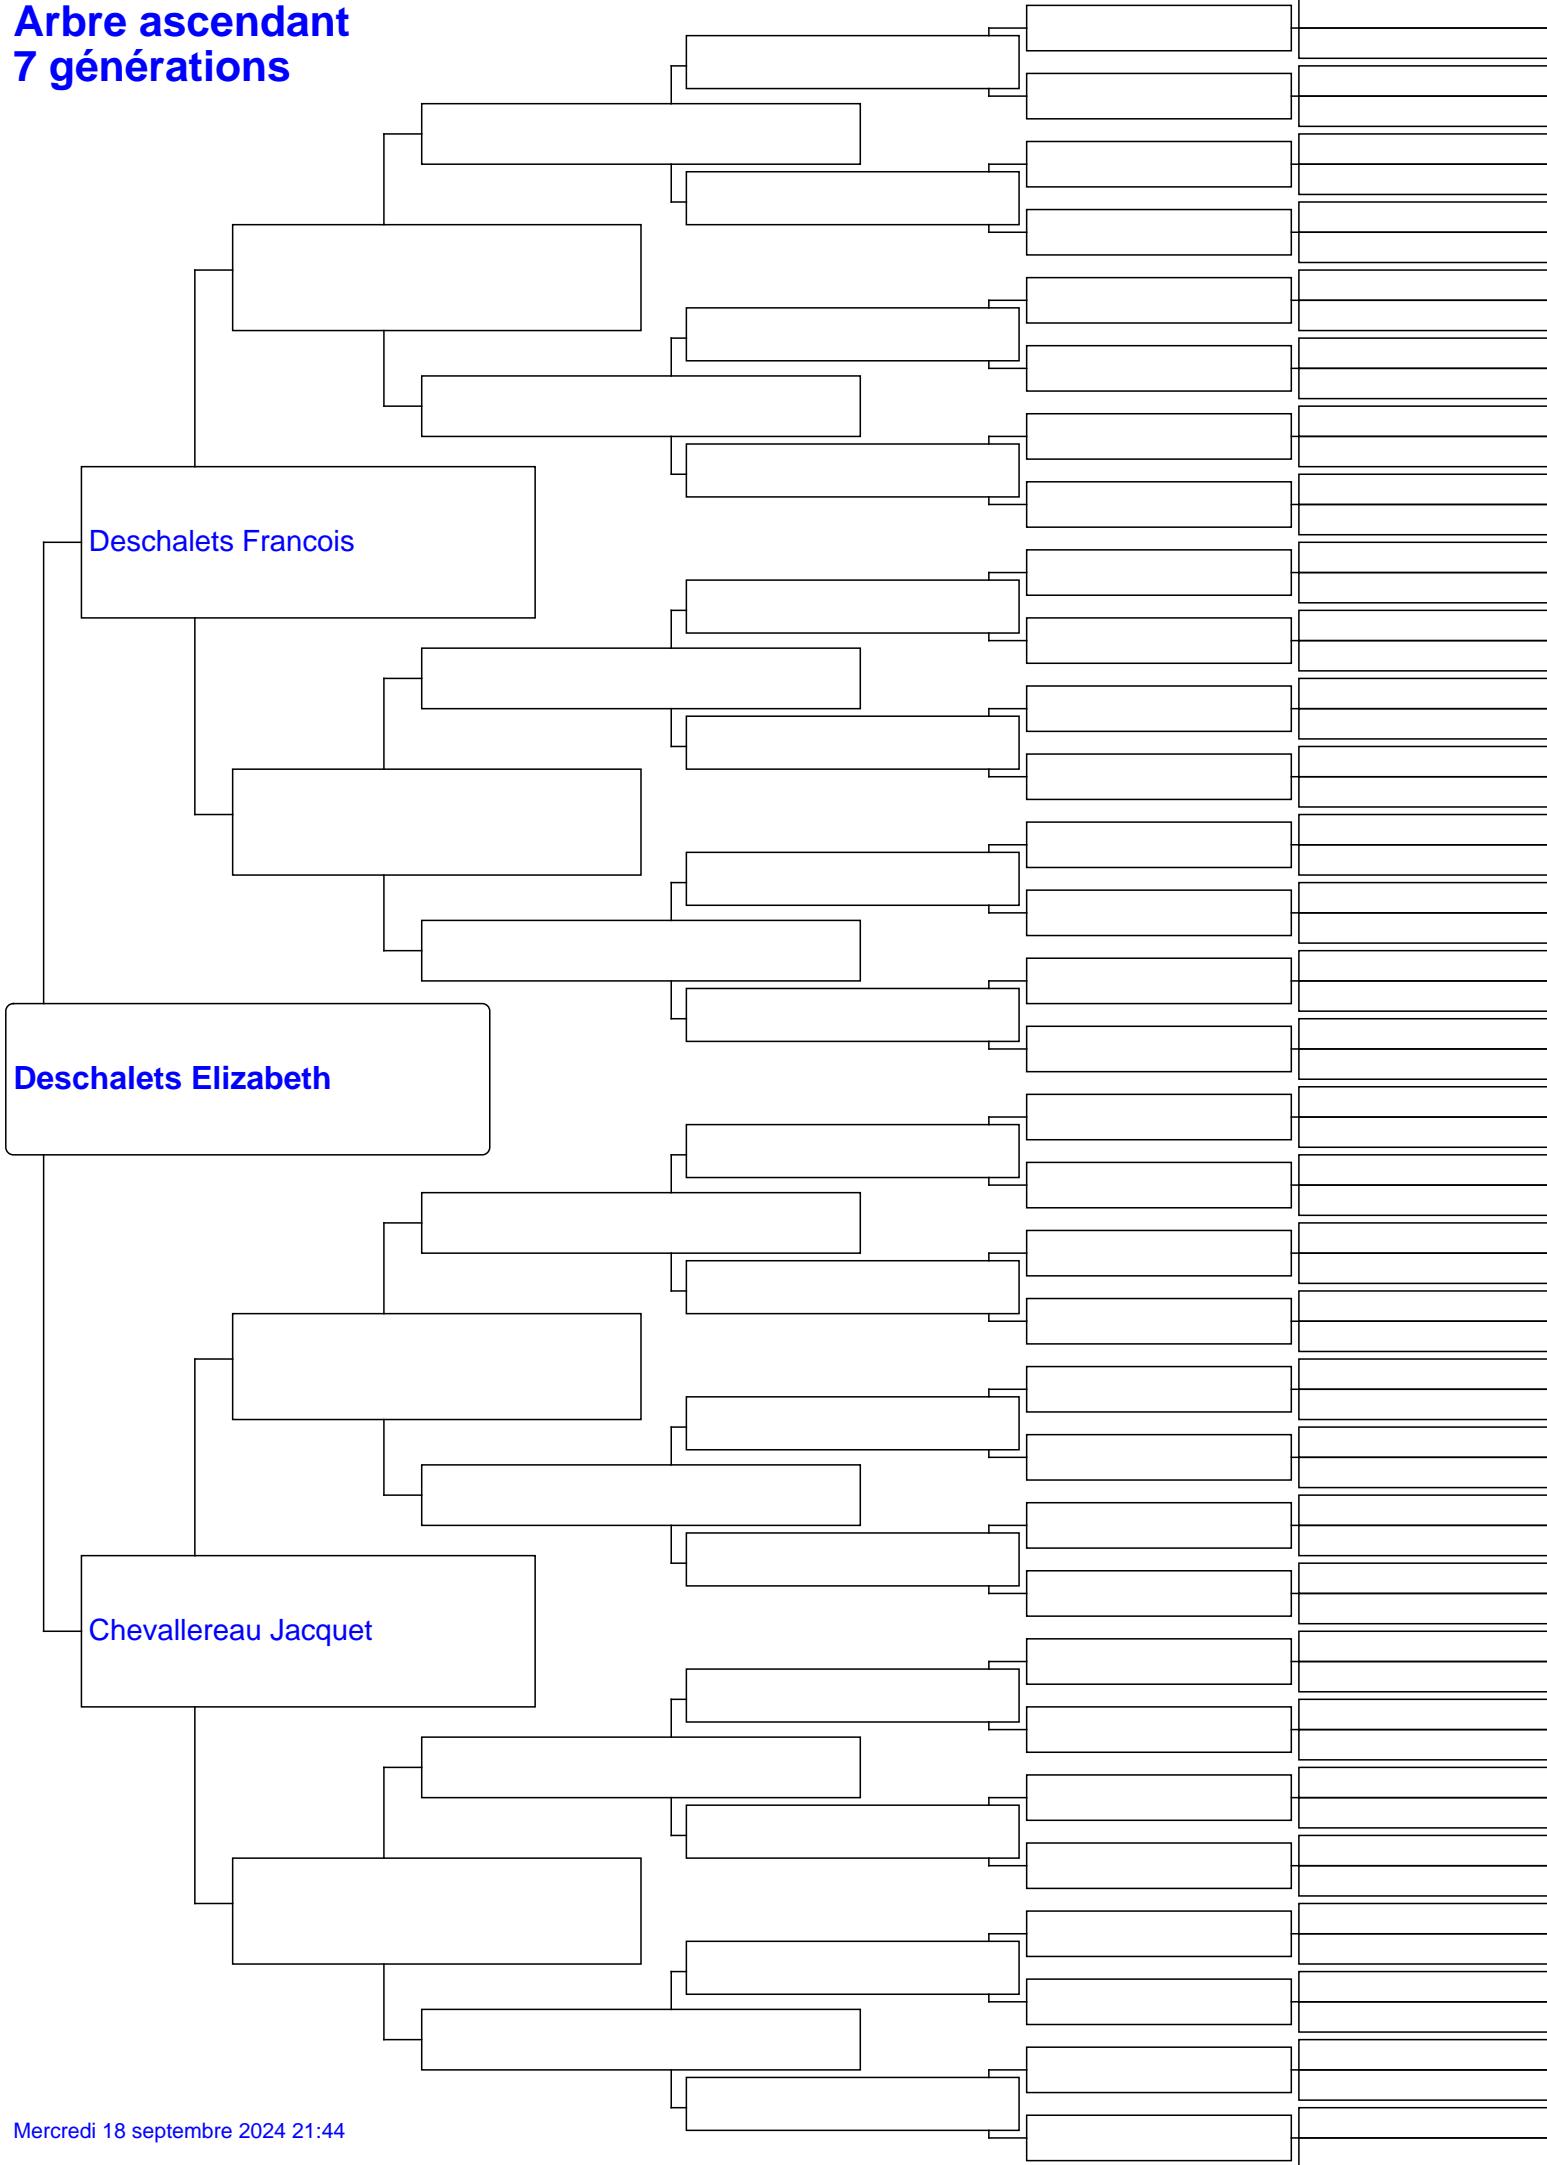 Arbre ascendant
7 générations
Deschalets Francois
Deschalets Elizabeth
Chevallereau Jacquet
Mercredi 18 septembre 2024 21:44